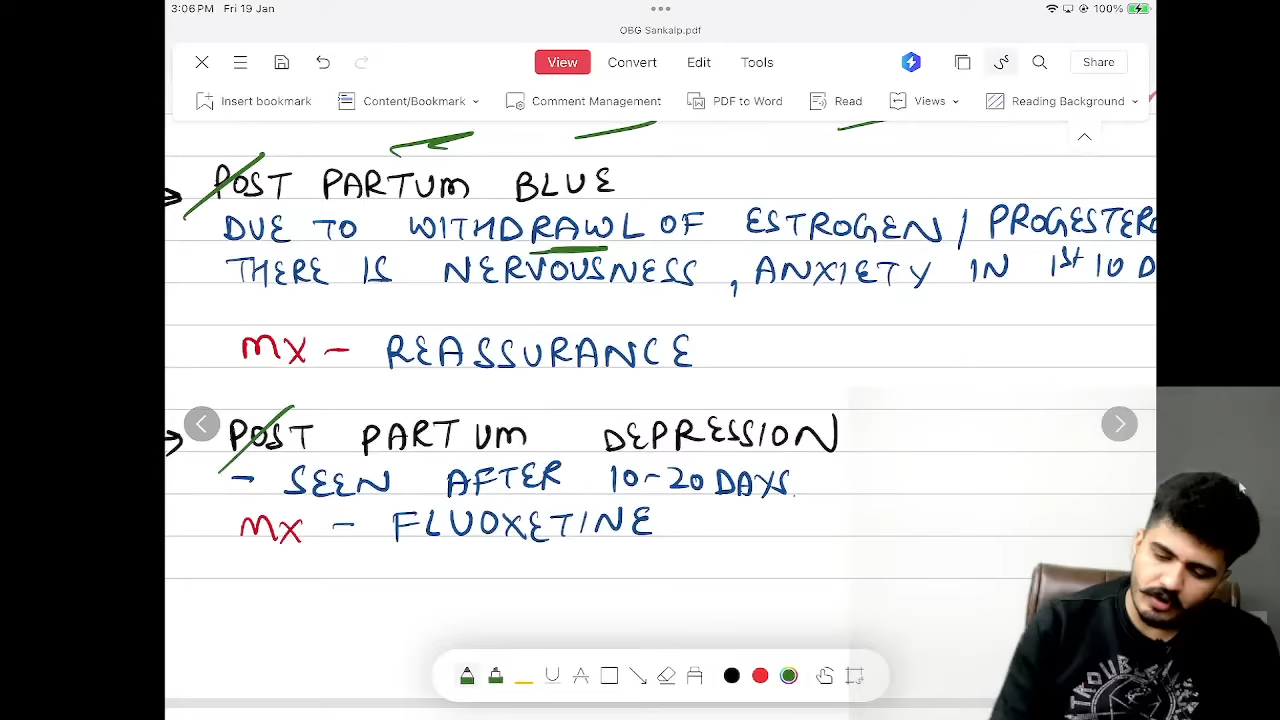 3:06 PM Fri 19 Jan
100%
OBG Sankalp.pdf
View Convert Edit Tools Share
Insert bookmark Content/Bookmark Comment Management PDF to Word Read Views Reading Background
POST PARTUM BLUE
DUE TO WITHDRAWL OF ESTROGEN / PROGESTERO
THERE IS NERVOUSNESS , ANXIETY IN 1st 10 D
MX - REASSURANCE
POST PARTUM DEPRESSION
- SEEN AFTER 10-20 DAYS
MX - FLUOXETINE